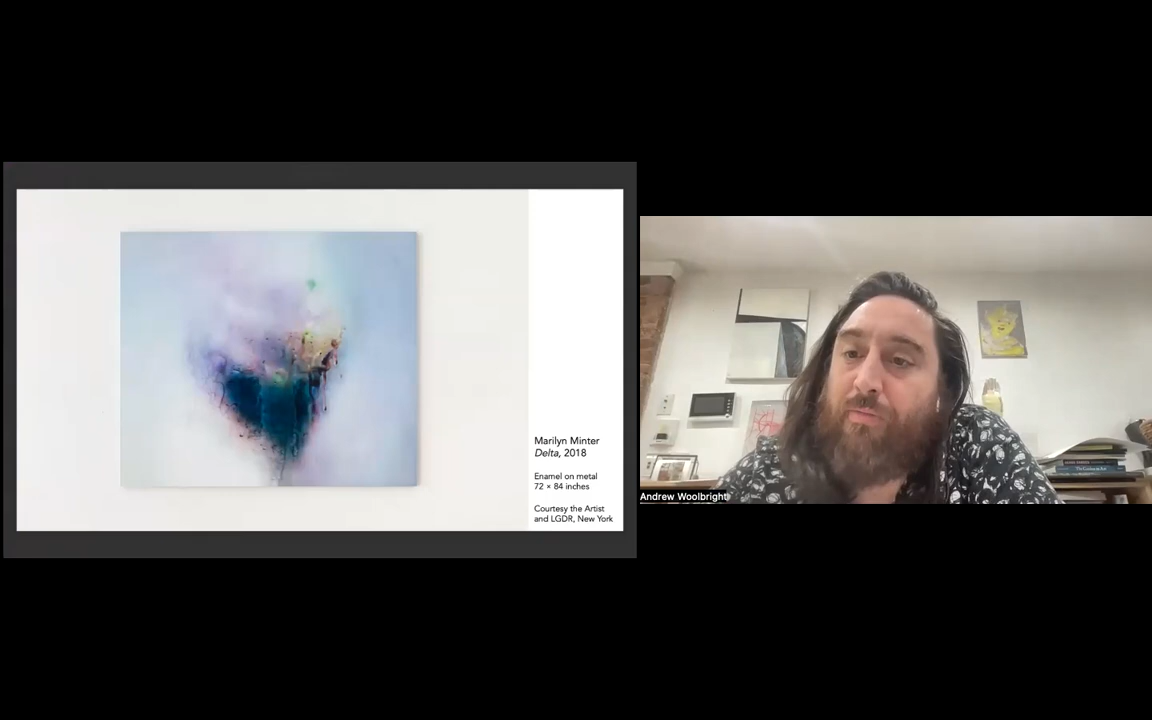 Marilyn Minter
Delta, 2018
Enamel on metal
72 × 84 inches
Courtesy the Artist
and LGDR, New York
Andrew Woolbright